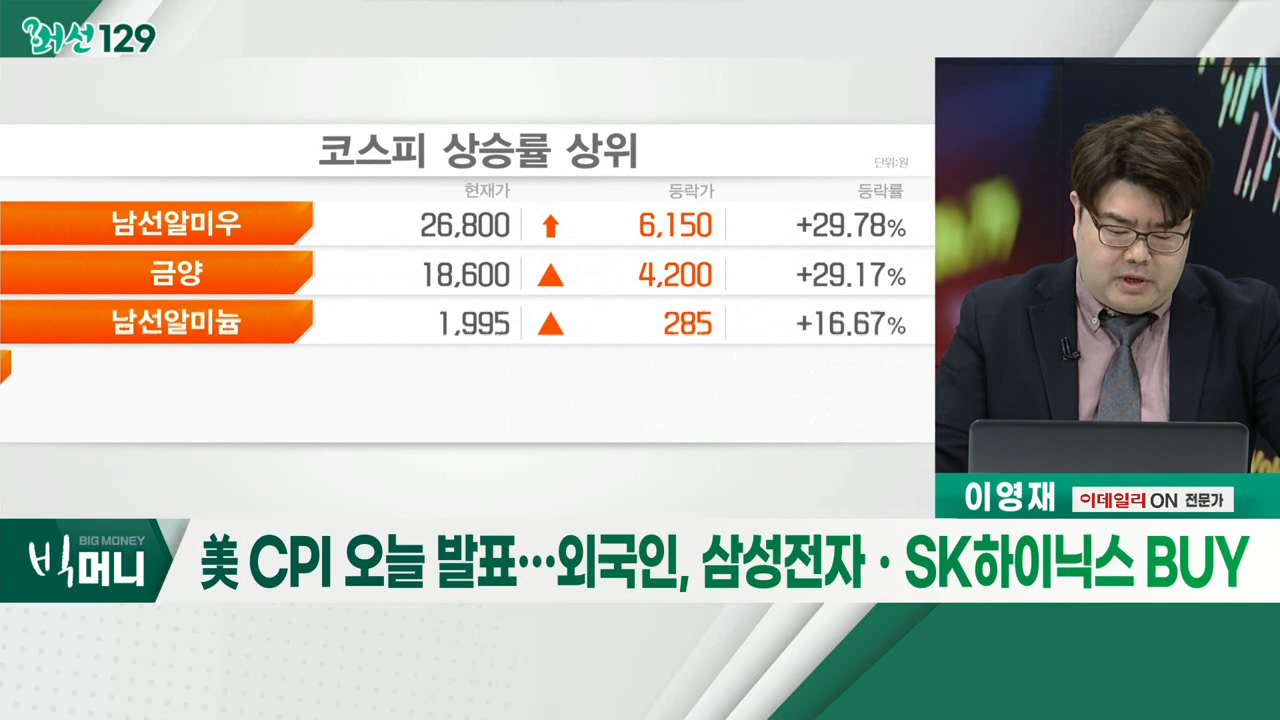 머선129
코스피 상승률 상위
단위:원
현재가 등락가 등락률
남선알미우 26,800 6,150 +29.78%
금양 18,600 4,200 +29.17%
남선알미늄 1,995 285 +16.67%
이영재 이데일리ON 전문가
BIG MONEY
빅머니
美 CPI 오늘 발표…외국인, 삼성전자·SK하이닉스 BUY